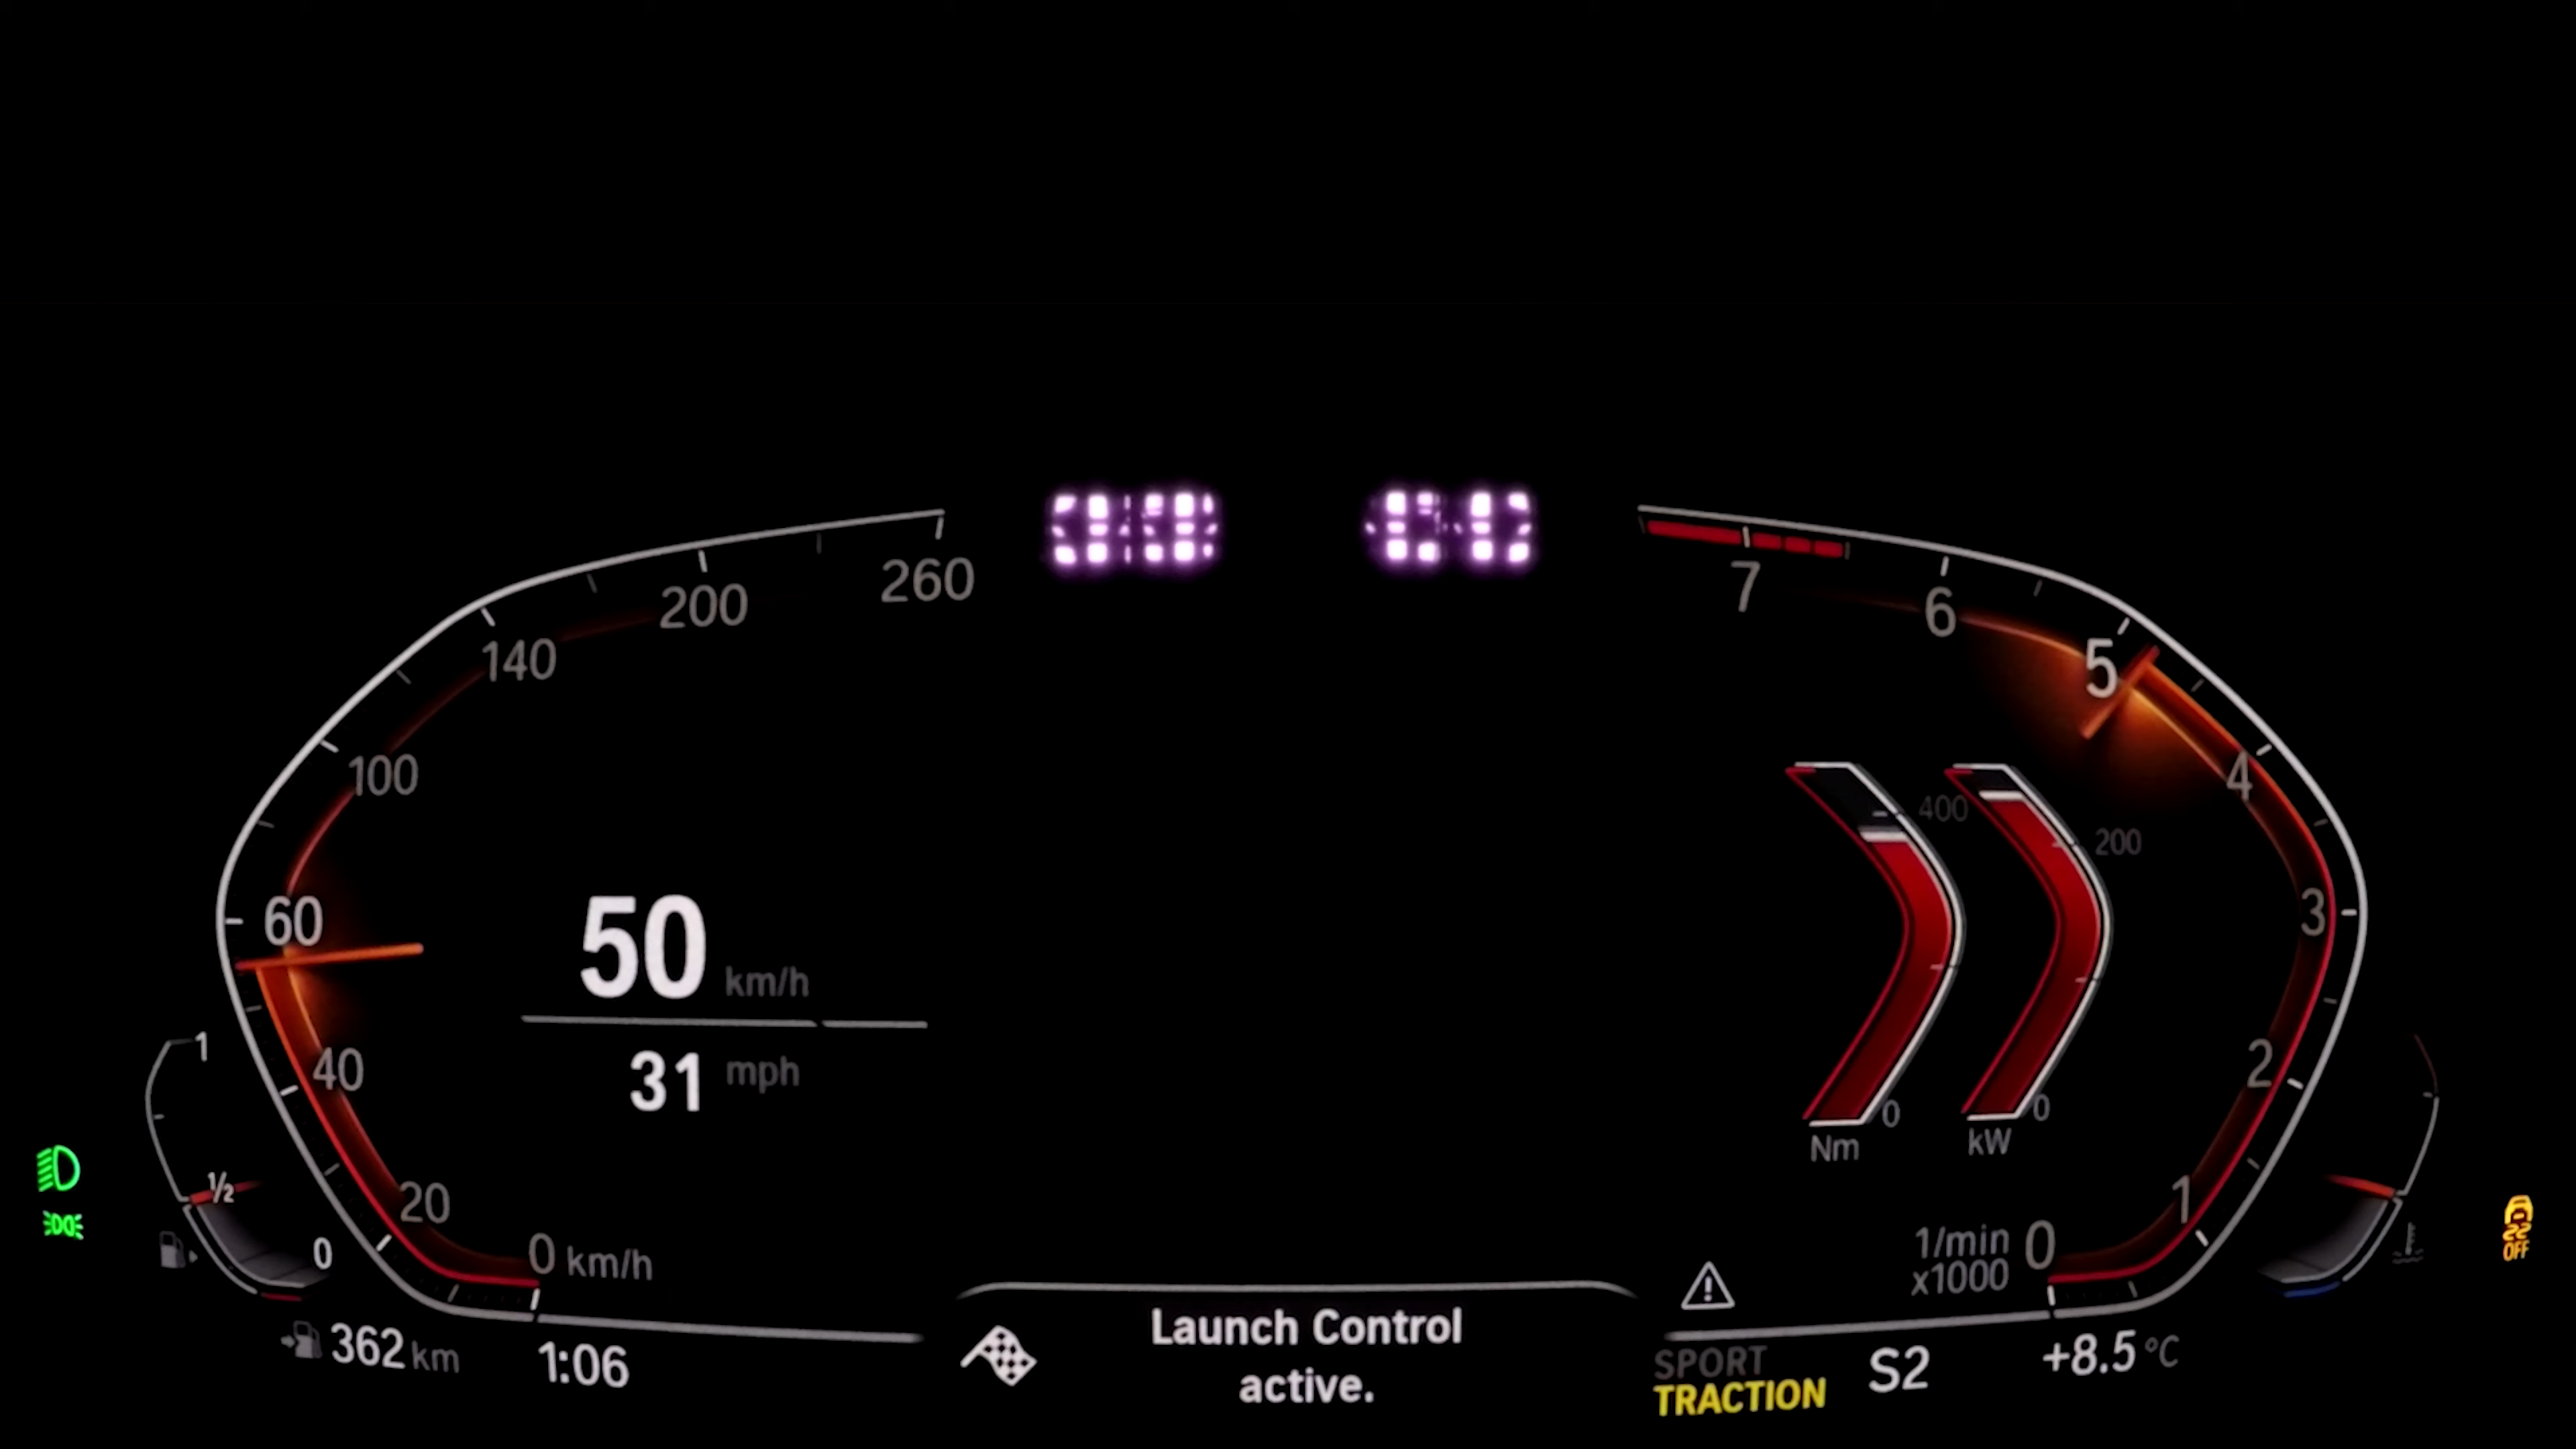 260
200
140
100
60
40
20
0 km/h
50 km/h
31 mph
1
½
0
362 km
1:06
Launch Control
active.
7
6
5
4
3
2
1
0
1/min
x1000
400
0
Nm
200
0
kW
SPORT
TRACTION
S2
+8.5 °C
OFF